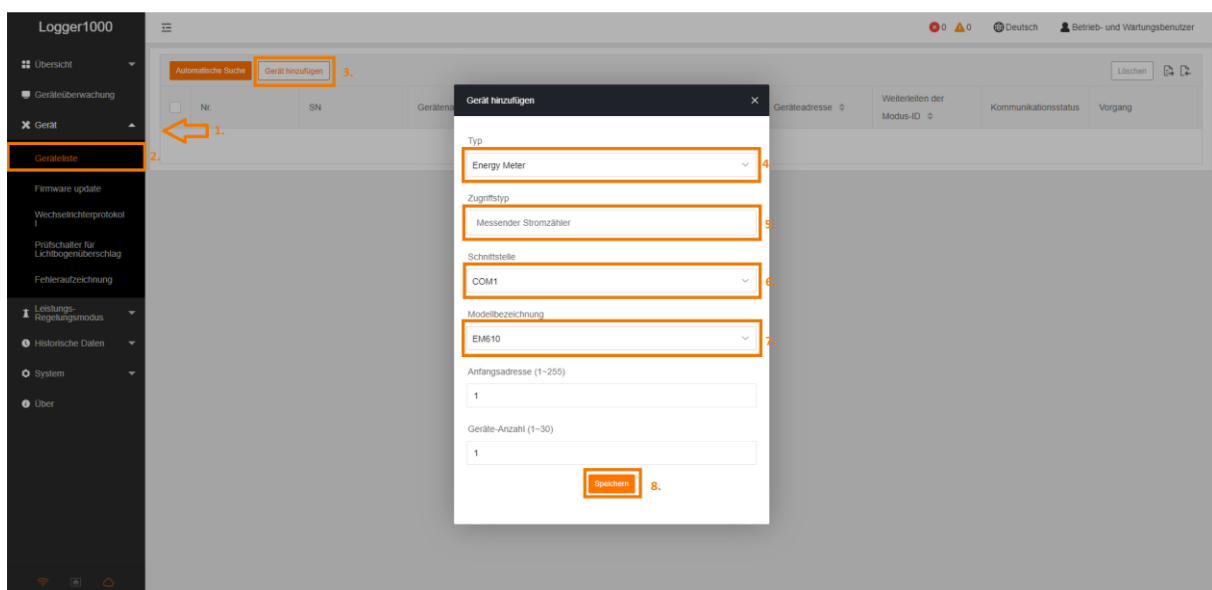 Logger1000
0 0 Deutsch Betrieb- und Wartungsbenutzer
Übersicht
Geräteüberwachung
Gerät
1.
Geräteliste
2.
Firmware update
Wechselrichterprotokol
l
Prüfschalter für
Lichtbogenüberschlag
Fehleraufzeichnung
Leistungs-
Regelungsmodus
Historische Daten
System
Über
Automatische Suche Gerät hinzufügen 3. Löschen
Nr. SN Geräteadresse Weiterleiten der
Modus-ID Kommunikationsstatus Vorgang
Gerät hinzufügen
Typ
Energy Meter 4.
Zugriffstyp
Messender Stromzähler 5
Schnittstelle
COM1 6.
Modellbezeichnung
EM610 7.
Anfangsadresse (1~255)
1
Geräte-Anzahl (1~30)
1
Speichern 8.